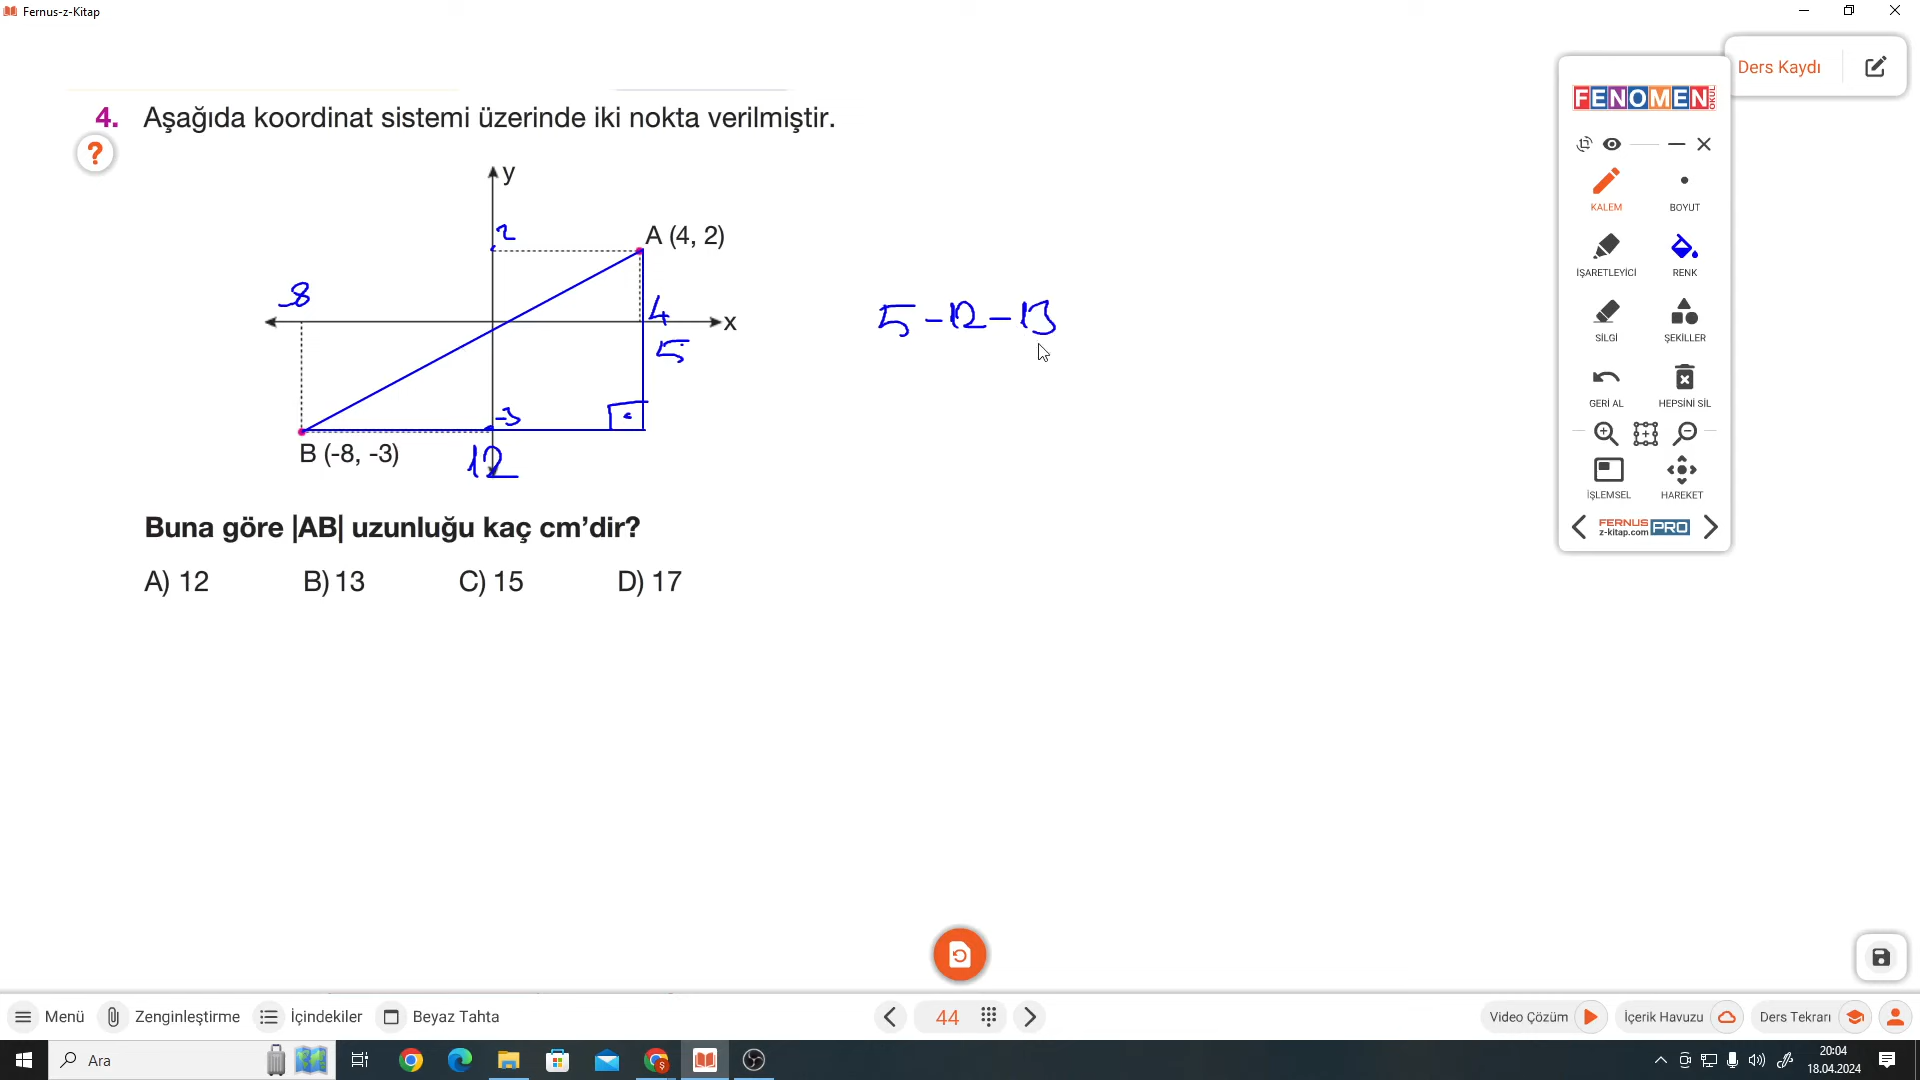 Fernus-z-Kitap
Ders Kaydı
FENOMEN OKUL
4. Aşağıda koordinat sistemi üzerinde iki nokta verilmiştir.
?
y
2
A (4, 2)
-8
4
x
5
5-12-13
-3
B (-8, -3)
12
Buna göre |AB| uzunluğu kaç cm'dir?
A) 12 B) 13 C) 15 D) 17
KALEM BOYUT
İŞARETLEYİCİ RENK
SİLGİ ŞEKİLLER
GERİ AL HEPSİNİ SİL
İŞLEMSEL HAREKET
FERNUS
z-kitap.com PRO
Menü Zenginleştirme İçindekiler Beyaz Tahta 44 Video Çözüm İçerik Havuzu Ders Tekrarı
Ara
20:04
18.04.2024